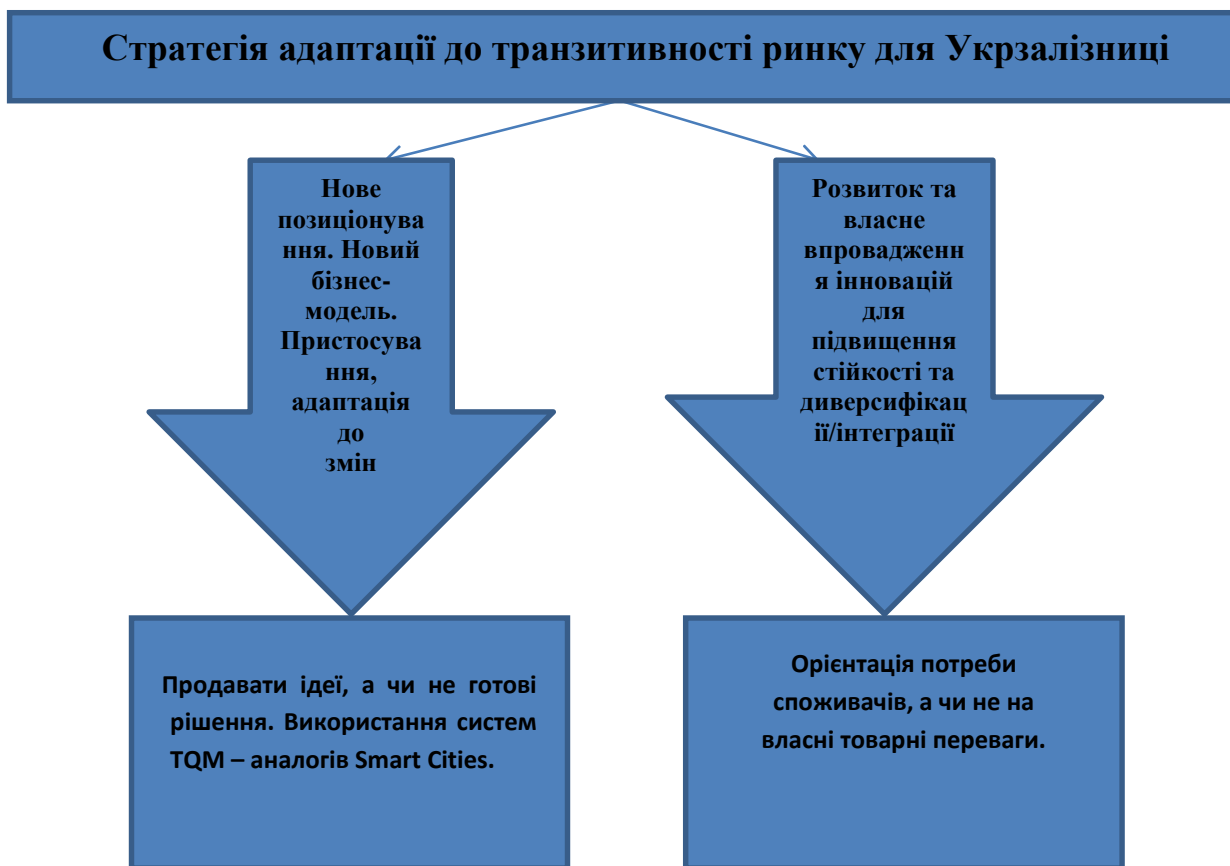 Стратегія адаптації до транзитивності ринку для Укрзалізниці
Нове
позиціонува
ння. Новий
бізнес-
модель.
Пристосува
ння,
адаптація
до
змін
Розвиток та
власне
впровадженн
я інновацій
для
підвищення
стійкості та
диверсифікац
ії/інтеграції
Продавати ідеї, а чи не готові
рішення. Використання систем
TQM – аналогів Smart Cities.
Орієнтація потреби
споживачів, а чи не на
власні товарні переваги.